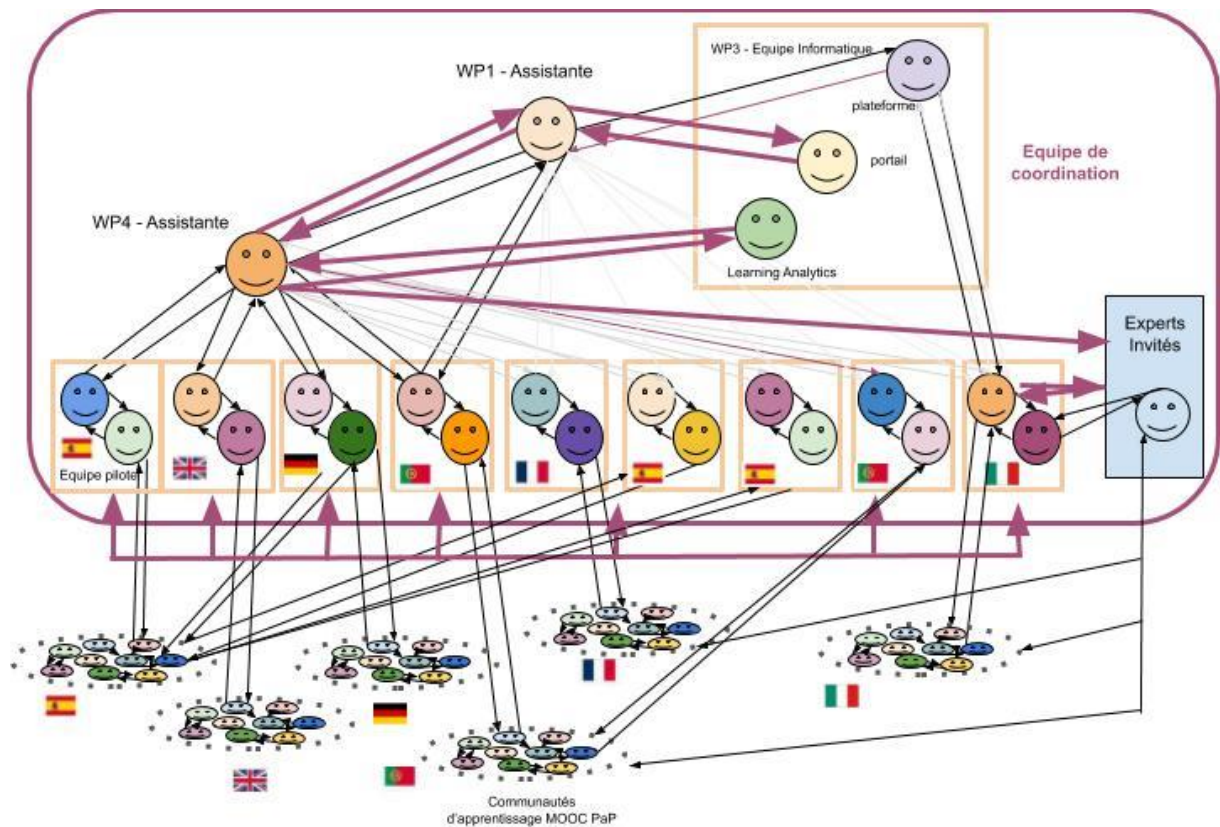 WP3 - Equipe Informatique
WP1 - Assistante
plateforme
portail
Equipe de
coordination
WP4 - Assistante
Learning Analytics
Experts
Invités
Equipe pilote
Communautés
d'apprentissage MOOC PaP